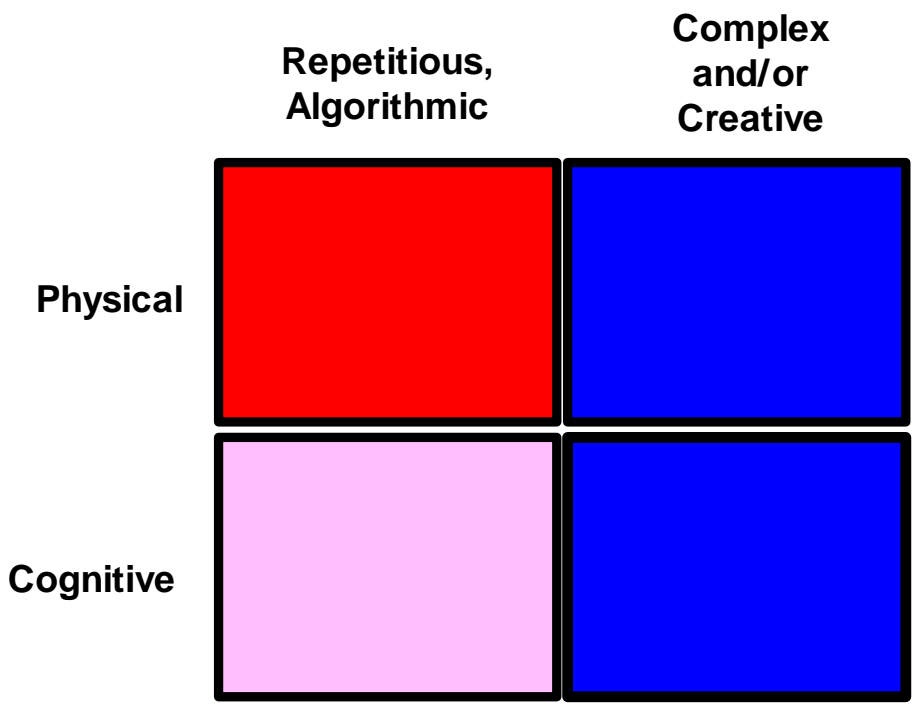 Repetitious,
Algorithmic
Complex
and/or
Creative
Physical
Cognitive